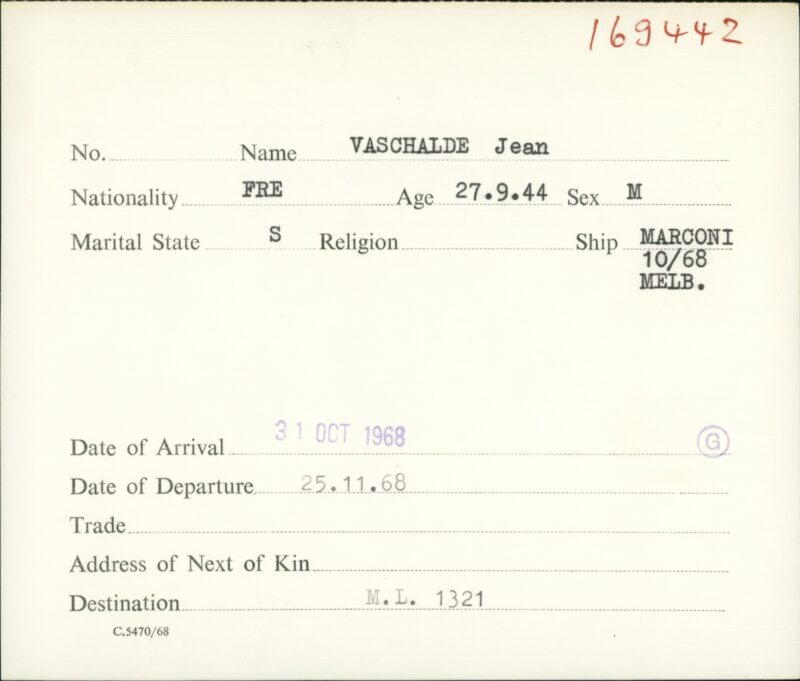 169442
No. Name VASCHALDE Jean
Nationality FRE Age 27.9.44 Sex M
Marital State S Religion Ship MARCONI
10/68
MELB.
Date of Arrival 31 OCT 1968 G
Date of Departure 25.11.68
Trade
Address of Next of Kin
Destination M.L. 1321
C.5470/68